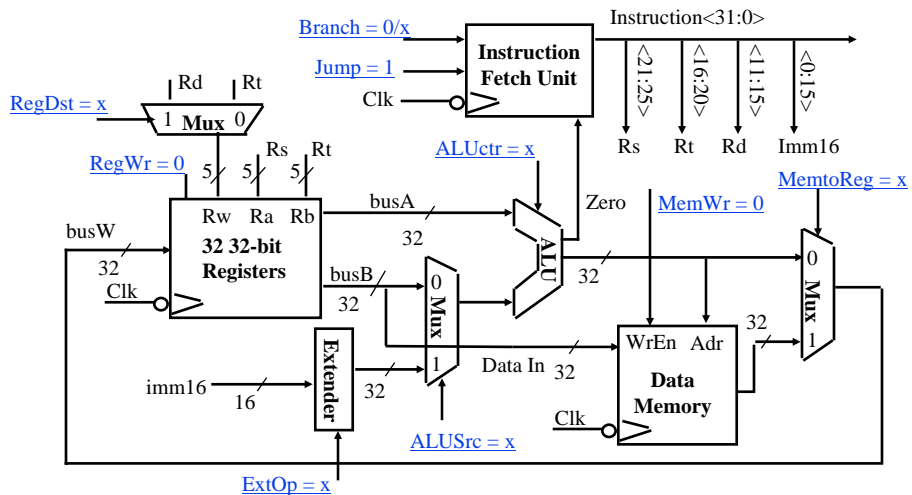 Branch = 0/x
Instruction<31:0>
Instruction
Fetch Unit
Jump = 1
Clk
<21:25>
<16:20>
<11:15>
<0:15>
Rd
Rt
RegDst = x
1 Mux 0
Rs
Rt
Rd
Imm16
RegWr = 0
5
5
5
Rs
Rt
ALUctr = x
MemtoReg = x
Zero
MemWr = 0
busW
32
Rw Ra Rb
32 32-bit
Registers
Clk
busA
32
busB
32
ALU
32
0
Mux
1
0
Mux
1
32
WrEn Adr
Data In
32
Data
Memory
Clk
imm16
16
Extender
32
ALUSrc = x
ExtOp = x